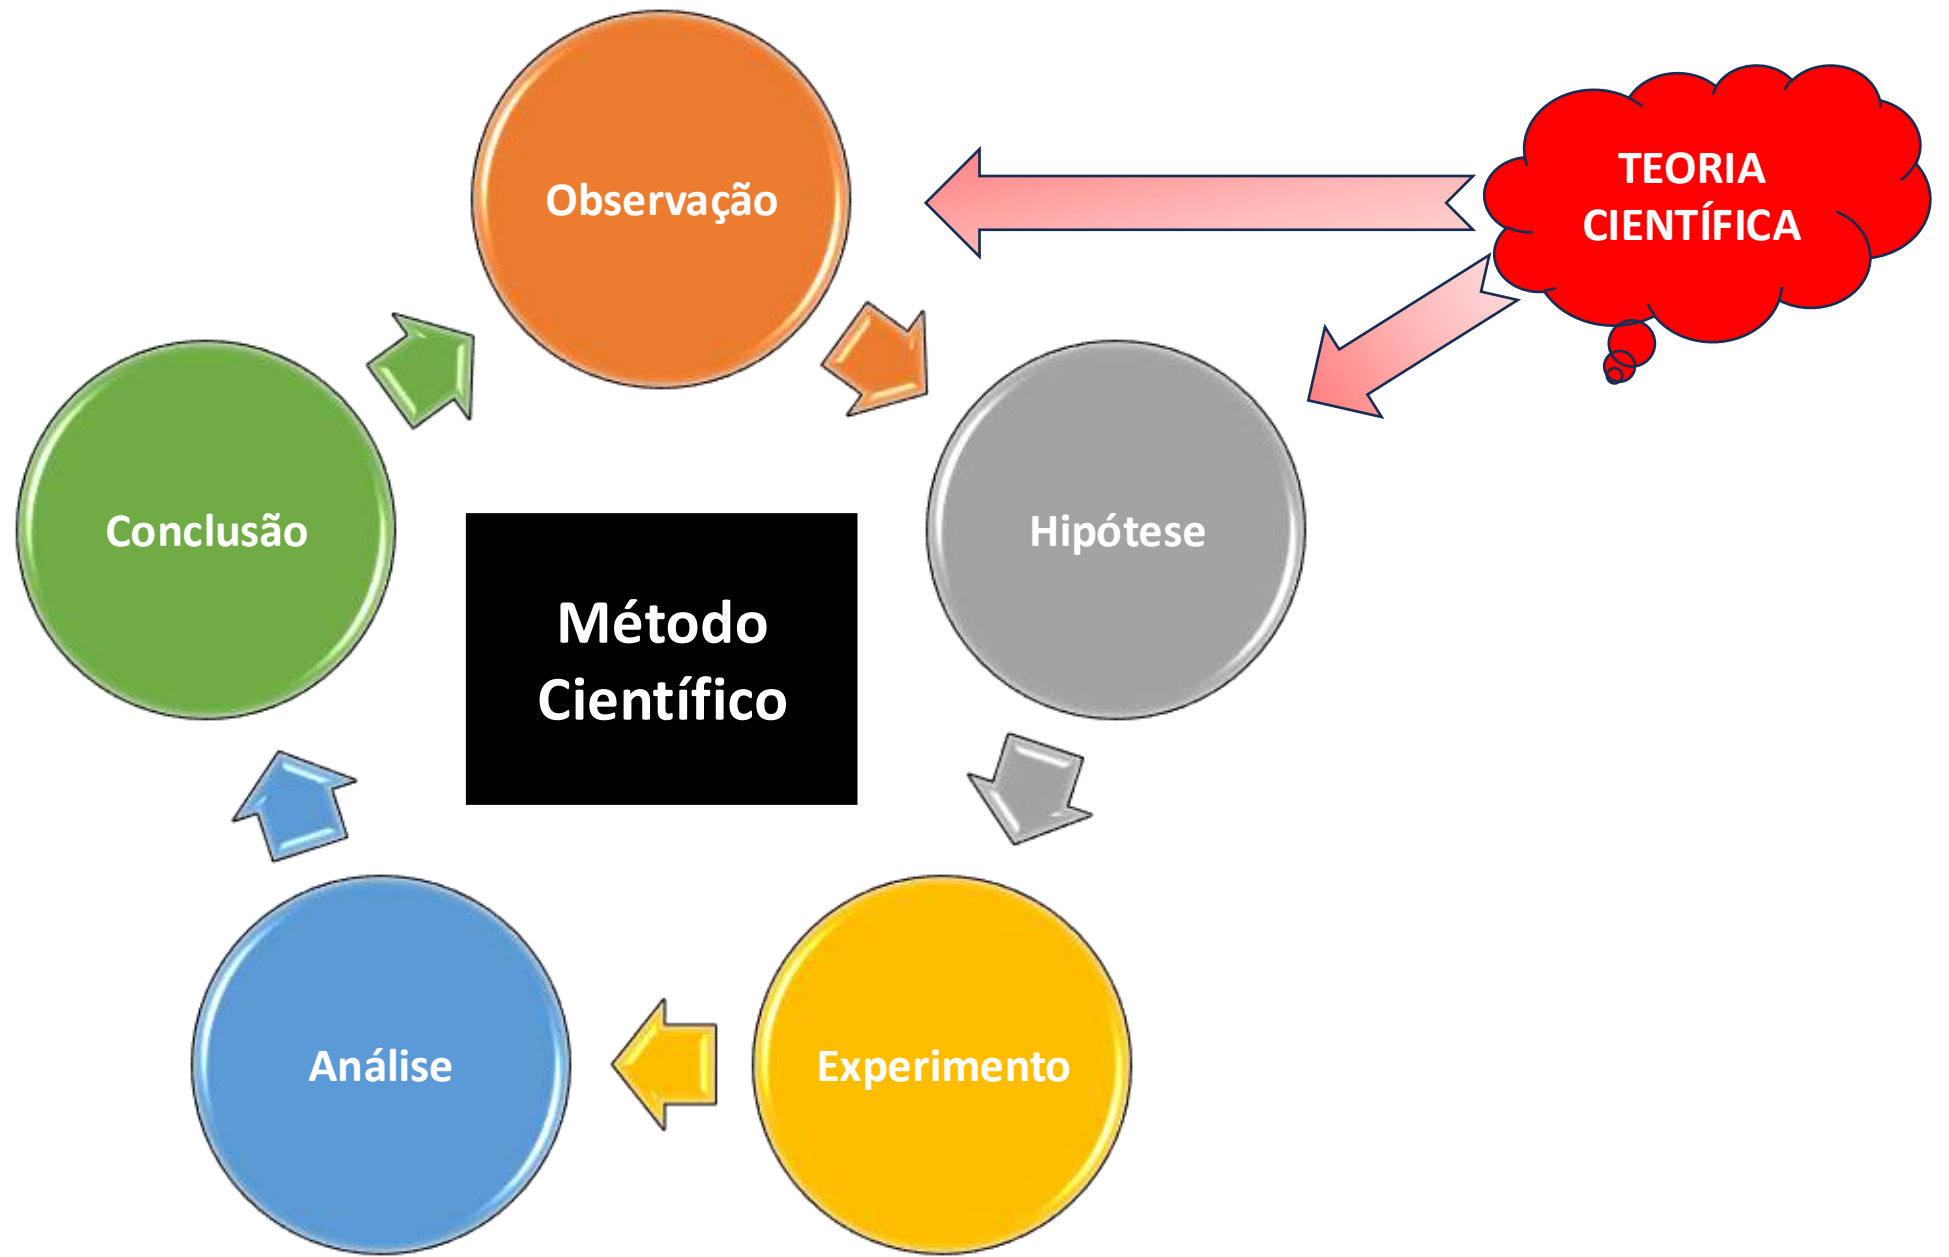 Observação
TEORIA
CIENTÍFICA
Conclusão
Hipótese
Método
Científico
Análise
Experimento